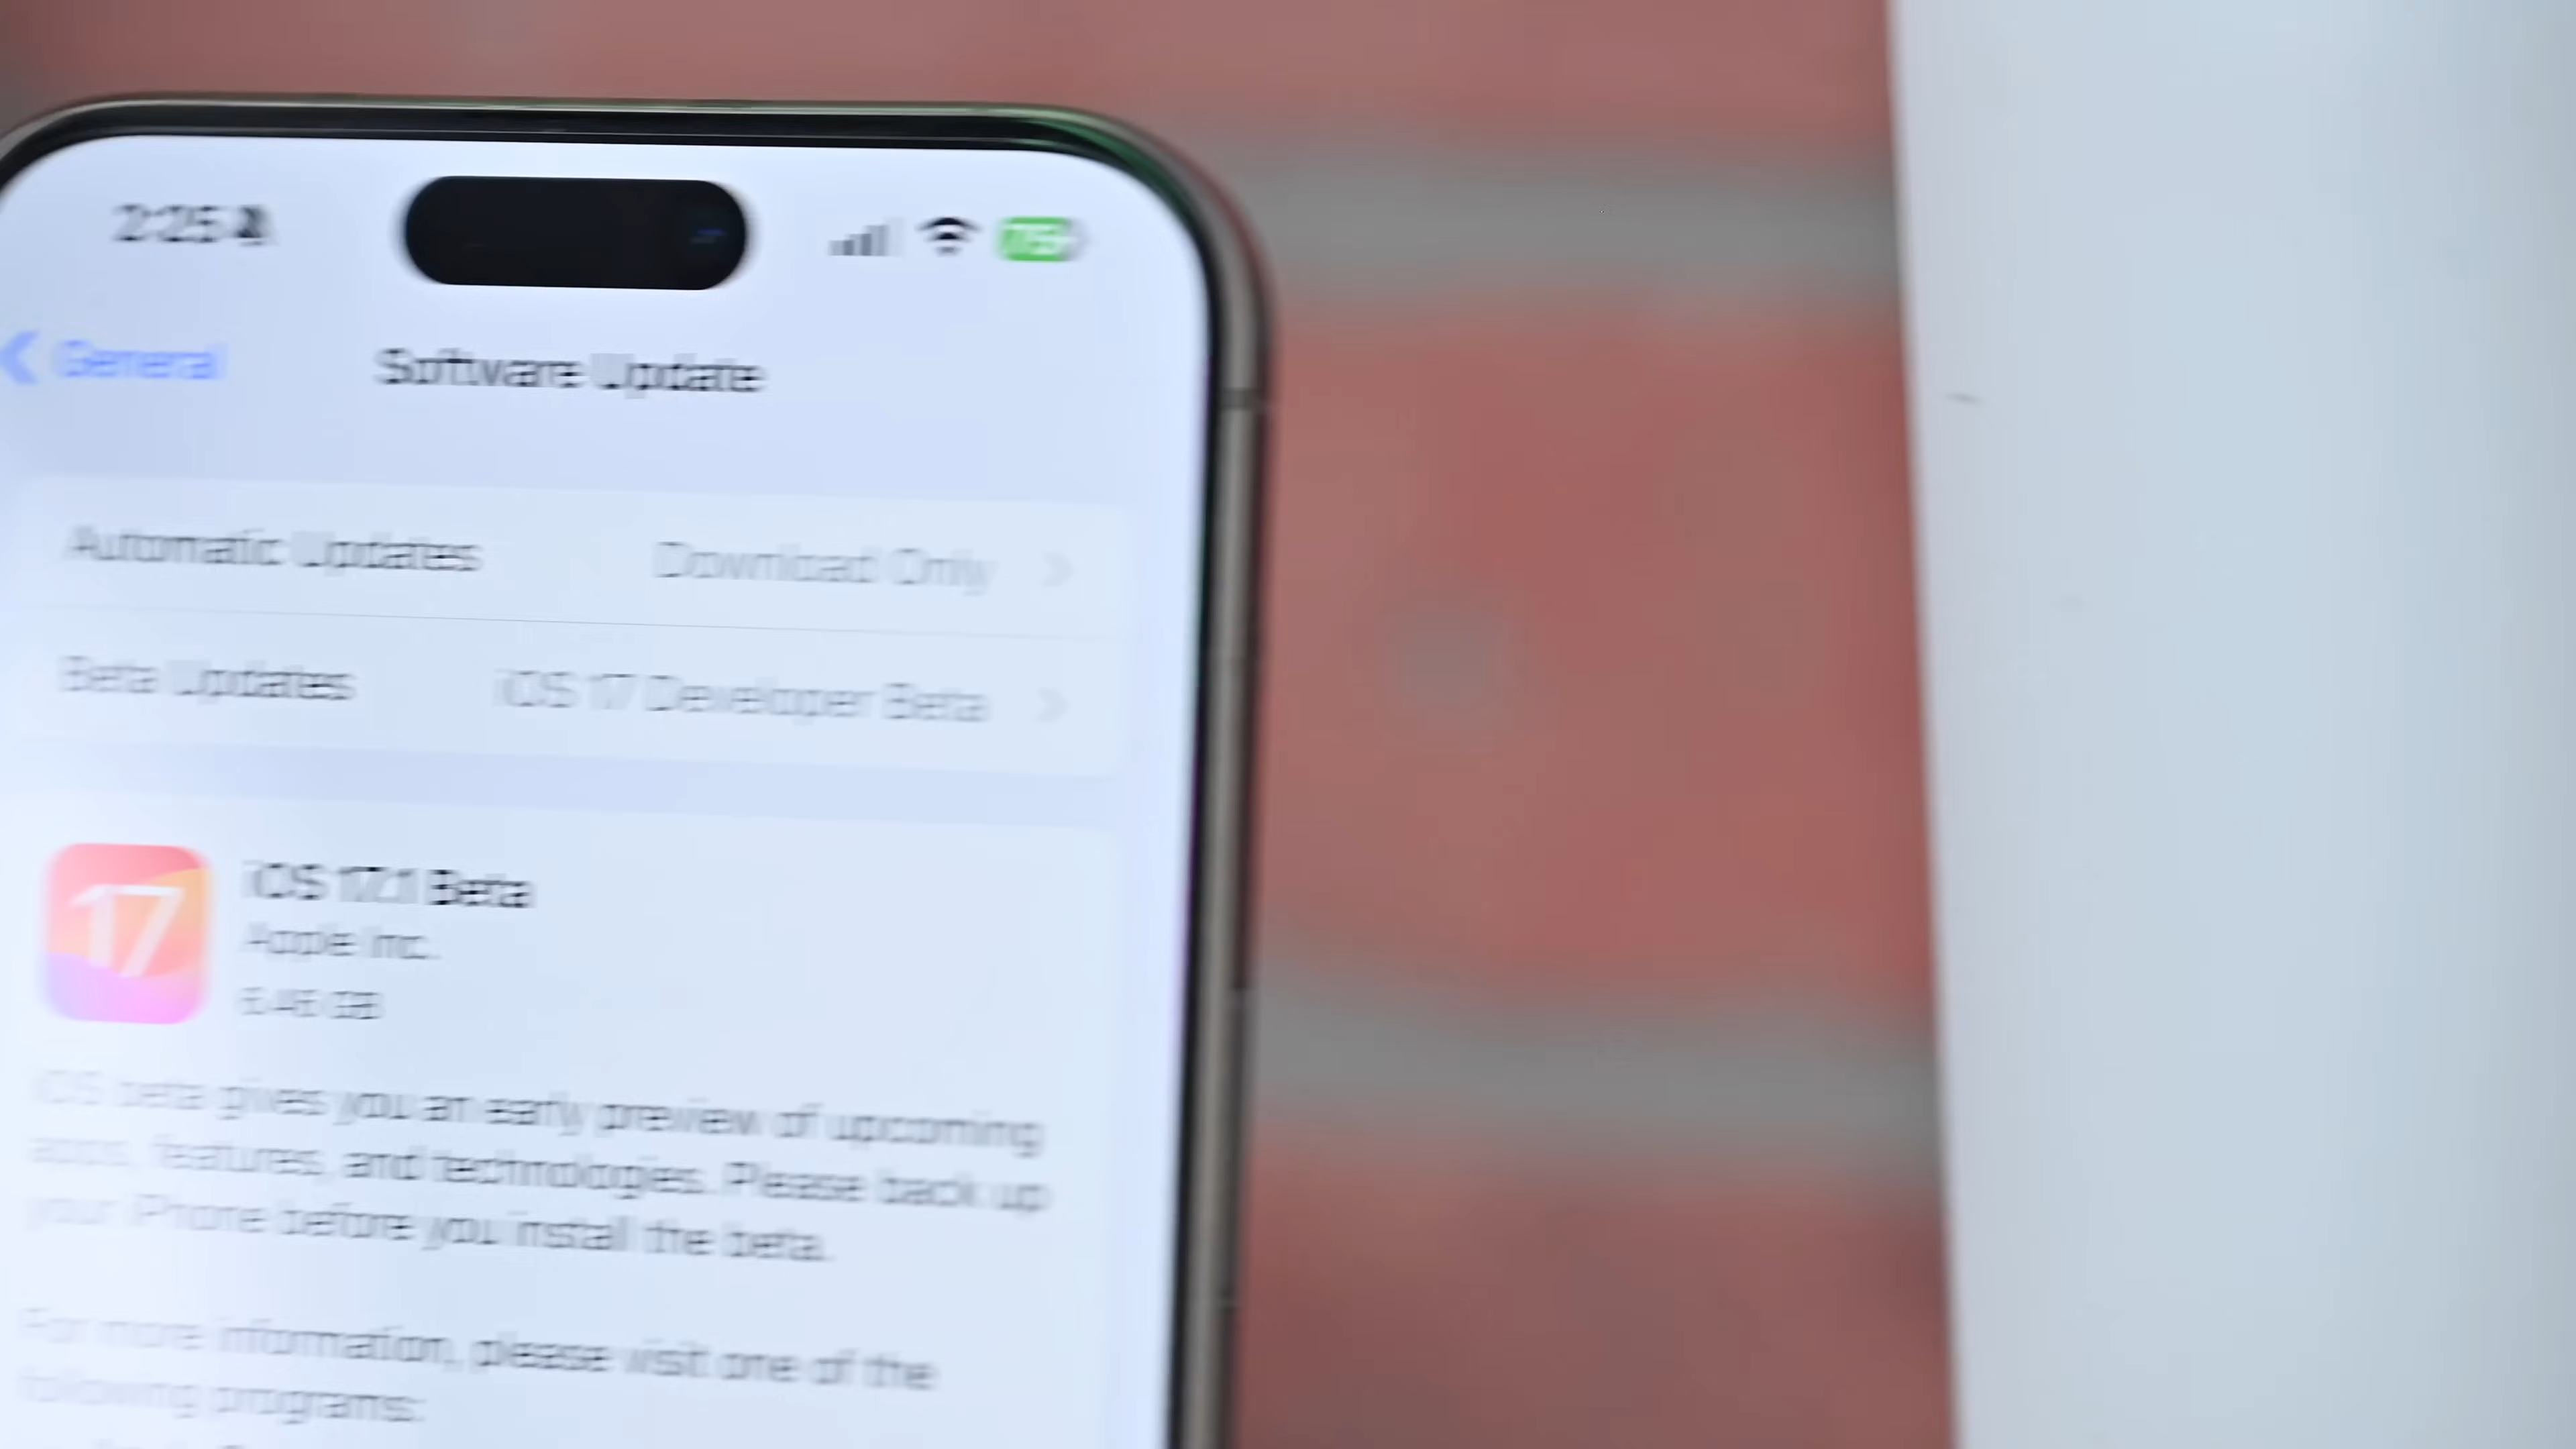 2:25
General
Software Update
Automatic Updates Download Only
Beta Updates iOS 17 Developer Beta
17
iOS 17.1 Beta
Apple Inc.
iOS beta gives you an early preview of upcoming
apps, features, and technologies. Please back up
your iPhone before you install the beta.
For more information, please visit one of the
following programs: